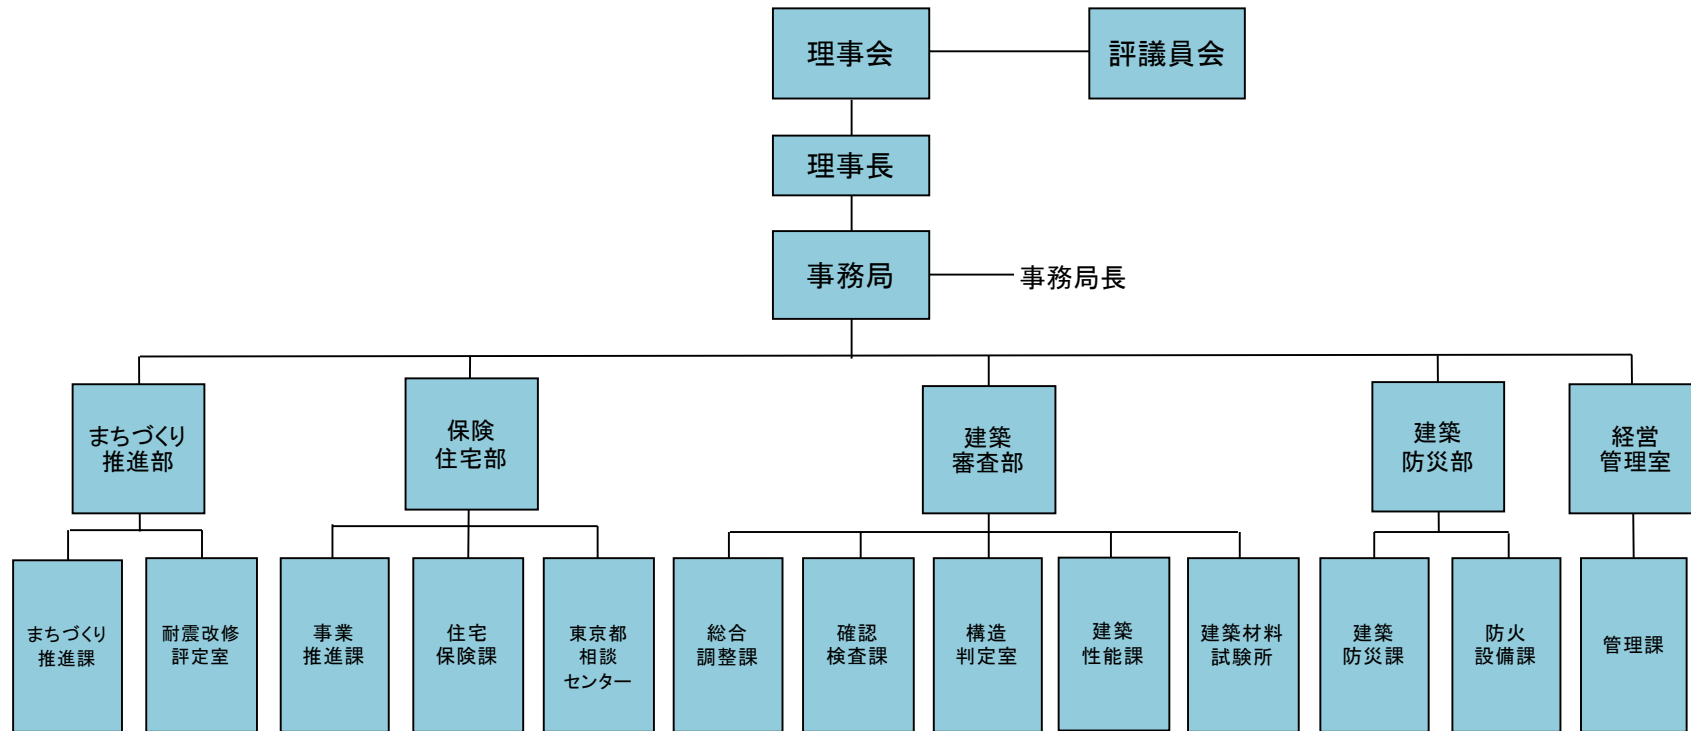 理事会
評議員会
理事長
事務局
事務局長
まちづくり
推進部
保険
住宅部
建築
審査部
建築
防災部
経営
管理室
まちづくり
推進課
耐震改修
評定室
事業
推進課
住宅
保険課
東京都
相談
センター
総合
調整課
確認
検査課
構造
判定室
建築
性能課
建築材料
試験所
建築
防災課
防火
設備課
管理課